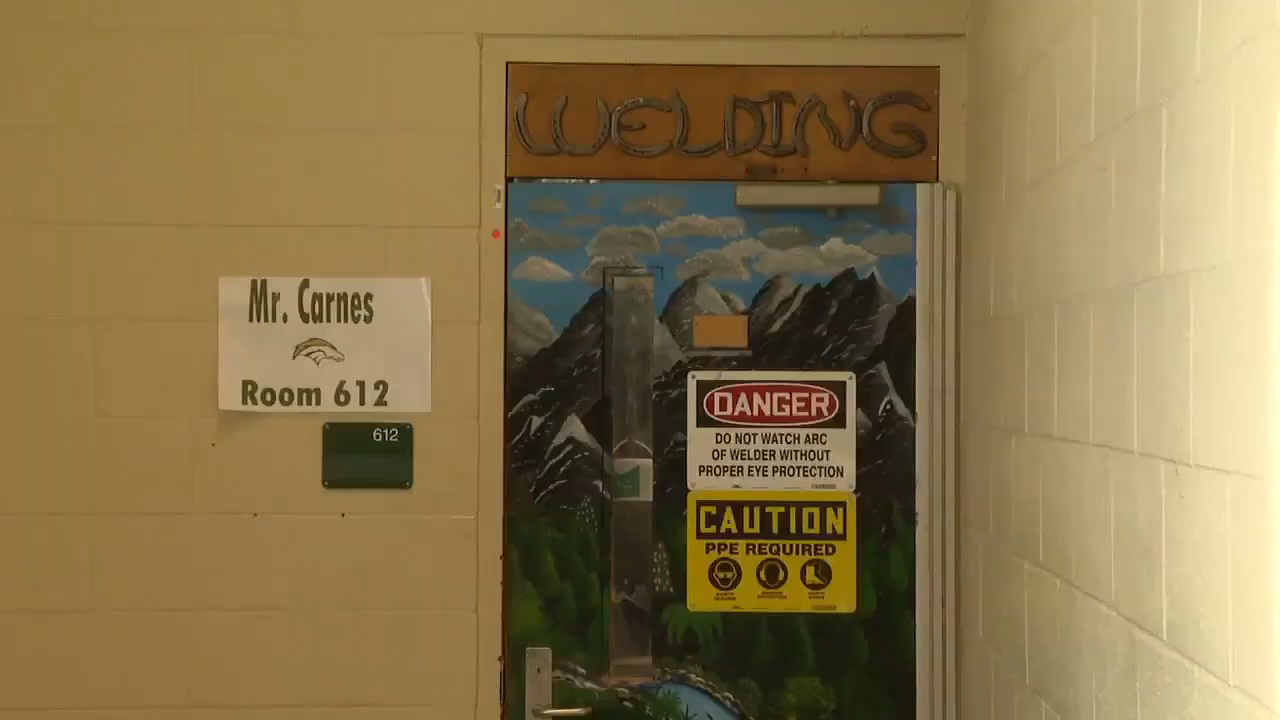 WELDING
Mr. Carnes
Room 612
612
DANGER
DO NOT WATCH ARC
OF WELDER WITHOUT
PROPER EYE PROTECTION
CAUTION
PPE REQUIRED